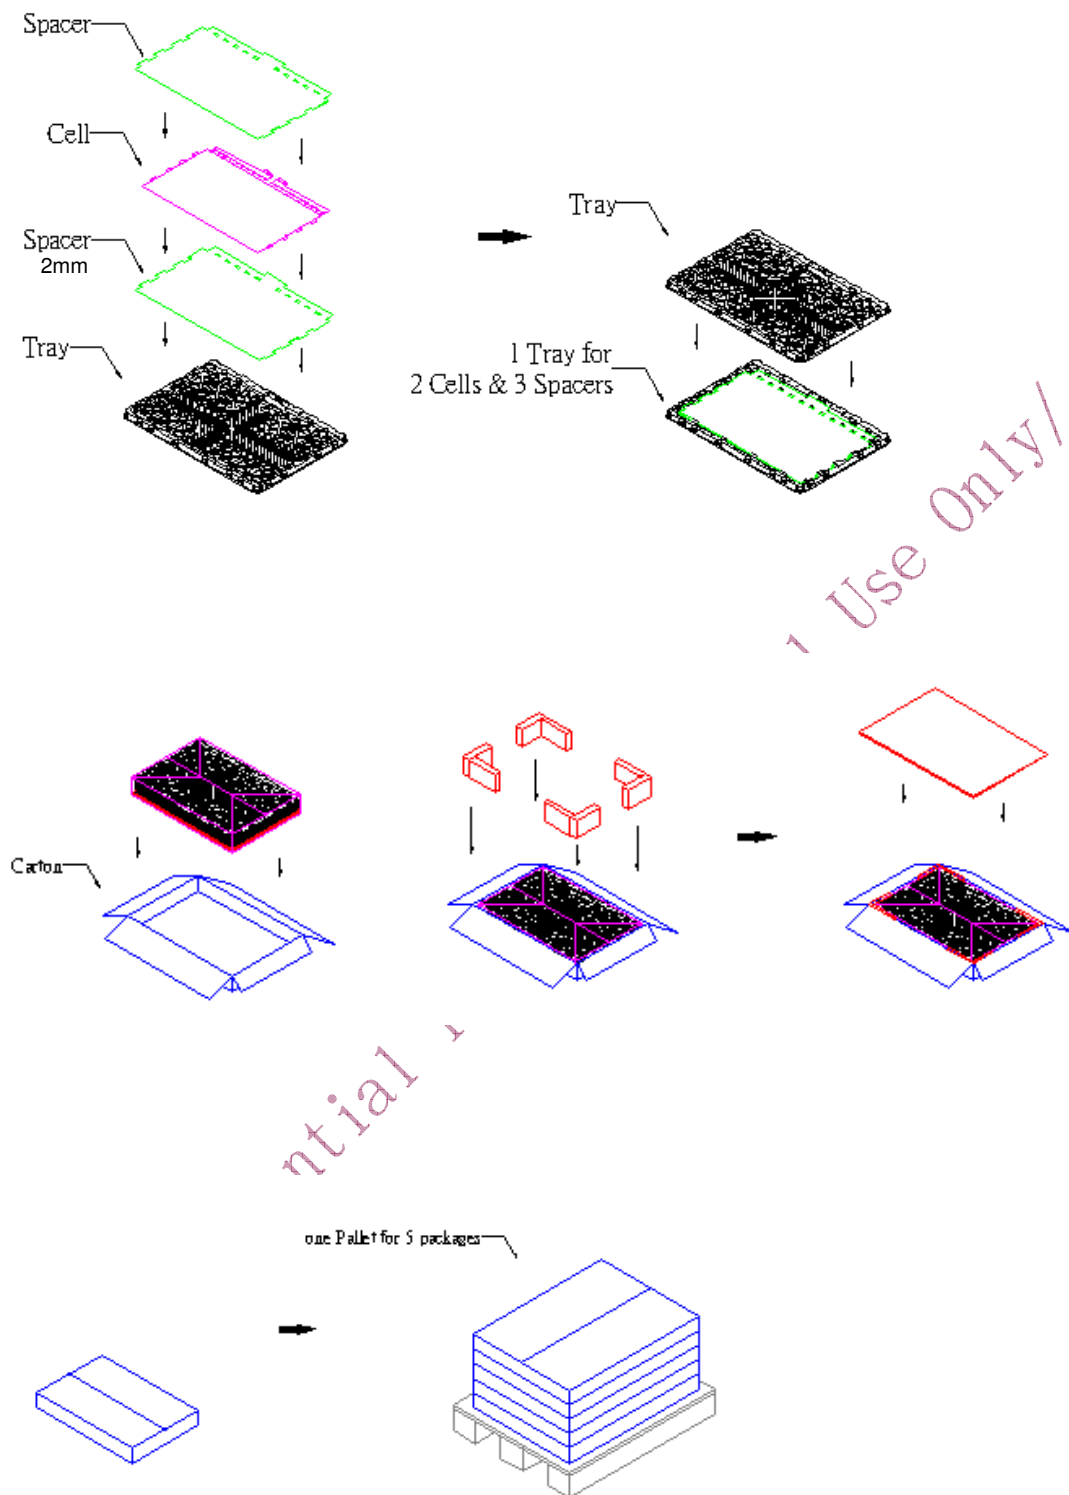 Spacer
Cell
Spacer
2mm
Tray
Tray
1 Tray for
2 Cells & 3 Spacers
Use Only/
Carton
ntial
one Pallet for 5 packages